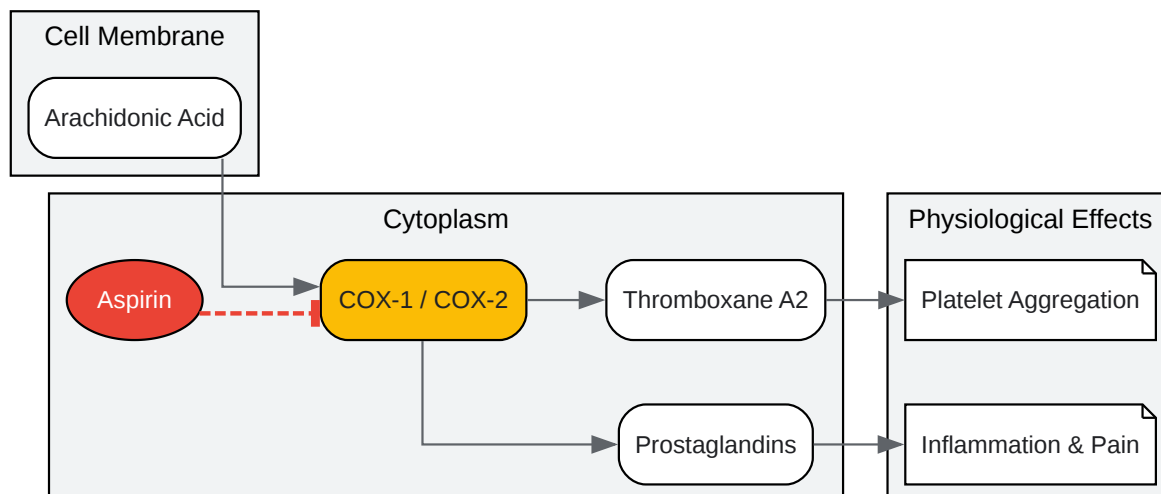 Cell Membrane
Arachidonic Acid
Cytoplasm
Physiological Effects
Aspirin
COX-1 / COX-2
Thromboxane A2
Platelet Aggregation
Prostaglandins
Inflammation & Pain